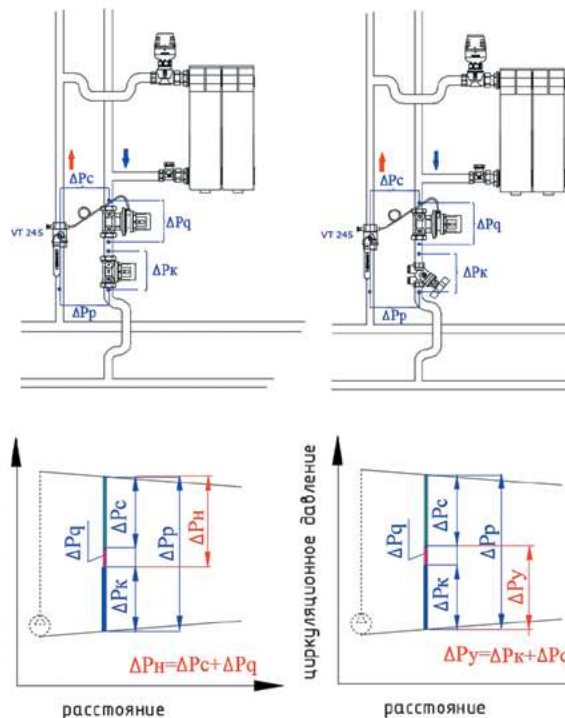 ΔPc
ΔPq
VT 245
ΔPк
ΔPp
ΔPc
ΔPq
VT 245
ΔPк
ΔPp
ΔPq
ΔPc
ΔPк
ΔPp
ΔPн
ΔPн=ΔPc+ΔPq
расстояние
циркуляционное давление
ΔPq
ΔPc
ΔPк
ΔPp
ΔPy
ΔPy=ΔPк+ΔPc
расстояние